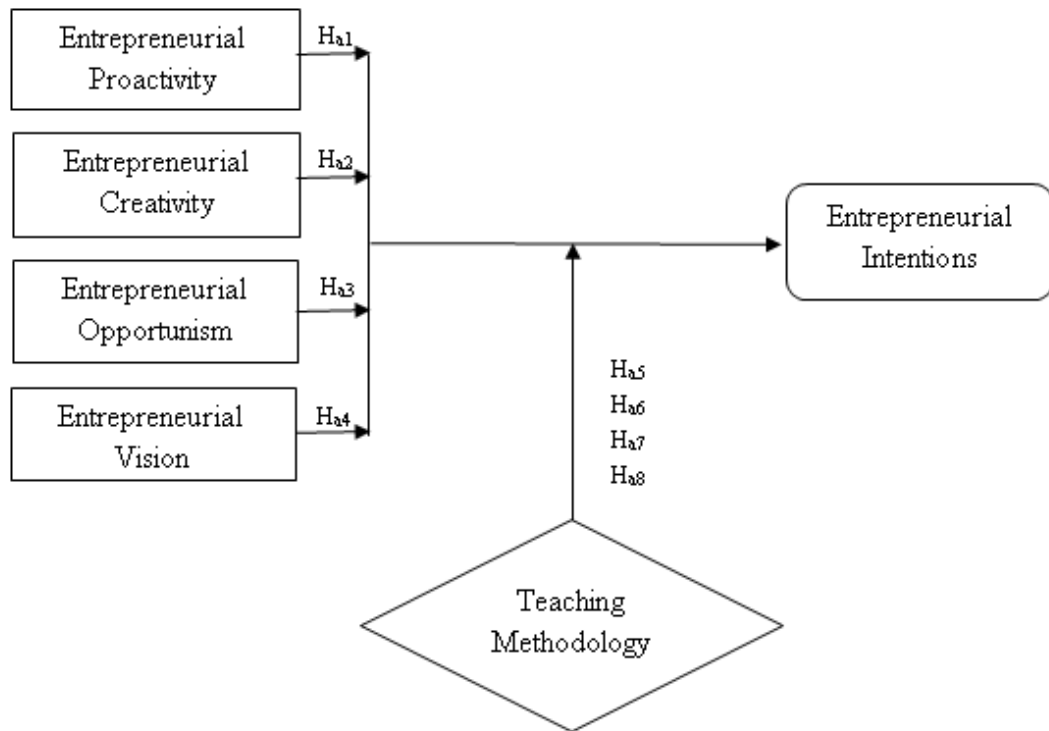 Entrepreneurial
Proactivity
Ha1
Entrepreneurial
Creativity
Ha2
Entrepreneurial
Opportunism
Ha3
Entrepreneurial
Vision
Ha4
Entrepreneurial
Intentions
Ha5
Ha6
Ha7
Ha8
Teaching
Methodology